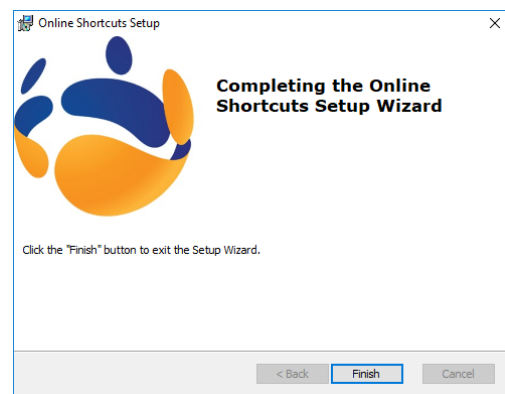 Online Shortcuts Setup
Completing the Online
Shortcuts Setup Wizard
Click the "Finish" button to exit the Setup Wizard.
< Back Finish Cancel